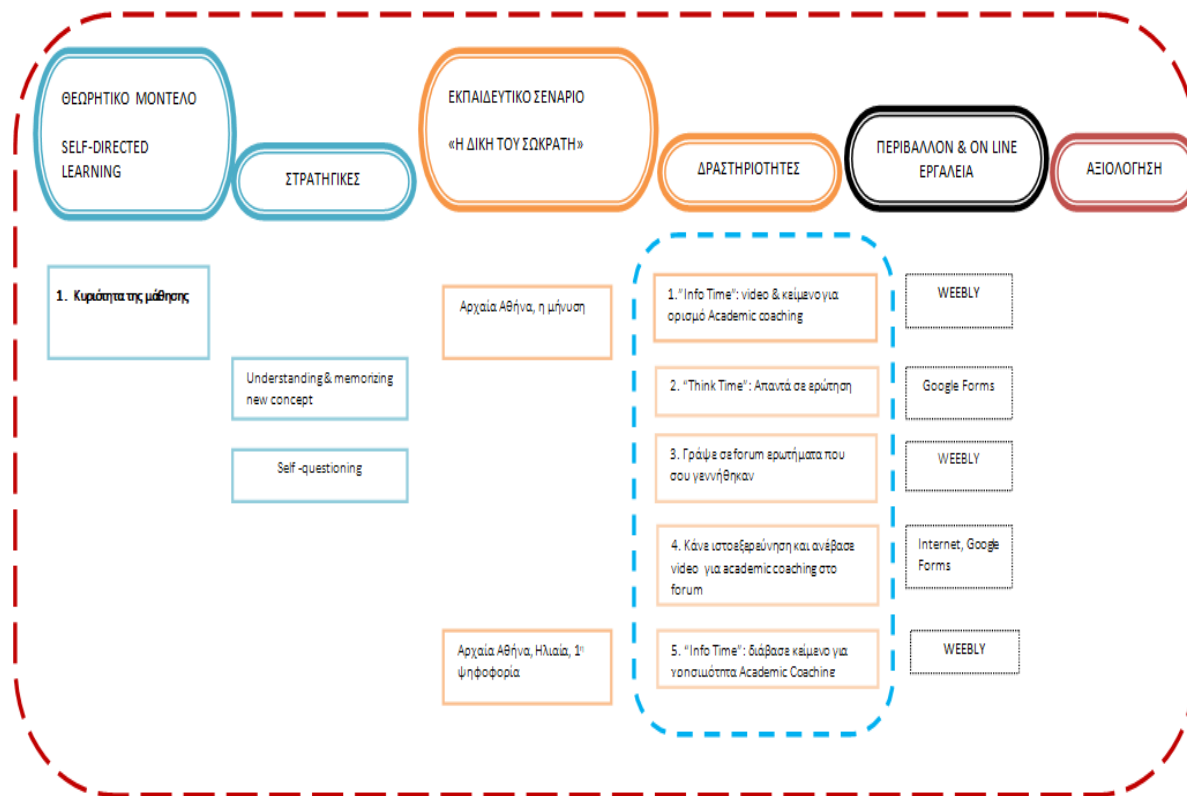 ΘΕΩΡΗΤΙΚΟ ΜΟΝΤΕΛΟ
SELF-DIRECTED
LEARNING
ΣΤΡΑΤΗΓΙΚΕΣ
ΕΚΠΑΙΔΕΥΤΙΚΟ ΣΕΝΑΡΙΟ
«Η ΔΙΚΗ ΤΟΥ ΣΩΚΡΑΤΗ»
ΔΡΑΣΤΗΡΙΟΤΗΤΕΣ
ΠΕΡΙΒΑΛΛΟΝ & ON LINE
ΕΡΓΑΛΕΙΑ
ΑΞΙΟΛΟΓΗΣΗ
1. Κυριότητα της μάθησης
Αρχαία Αθήνα, η μήνυση
1."Info Time": video & κείμενο για
ορισμό Academic coaching
WEEBLY
Understanding & memorizing
new concept
2. "Think Time": Απαντά σε ερώτηση
Google Forms
Self -questioning
3. Γράψε σε forum ερωτήματα που
σου γεννήθηκαν
WEEBLY
4. Κάνε ιστοεξερεύνηση και ανέβασε
video για academic coaching στο
forum
Internet, Google
Forms
Αρχαία Αθήνα, Ηλιαία, 1η
ψηφοφορία
5. "Info Time": διάβασε κείμενο για
χρησιμότητα Academic Coaching
WEEBLY